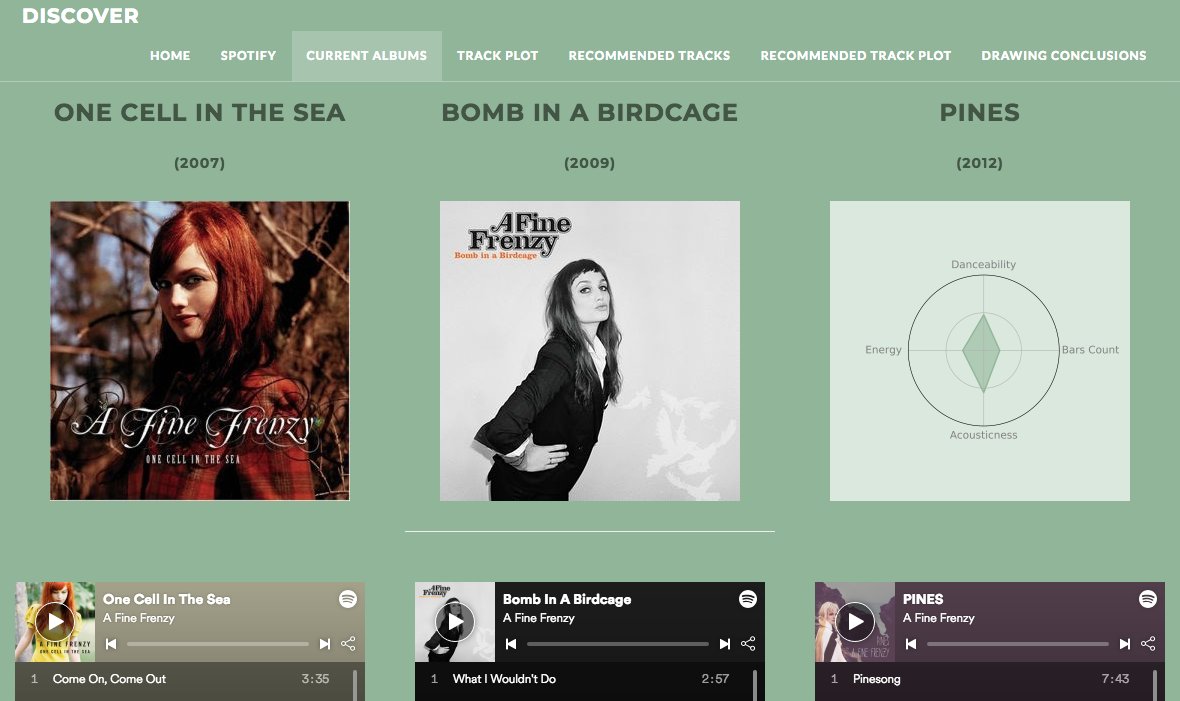 DISCOVER
HOME SPOTIFY CURRENT ALBUMS TRACK PLOT RECOMMENDED TRACKS RECOMMENDED TRACK PLOT DRAWING CONCLUSIONS
ONE CELL IN THE SEA
(2007)
A Fine Frenzy
ONE CELL IN THE SEA
BOMB IN A BIRDCAGE
(2009)
A Fine
Frenzy
Bomb in a Birdcage
PINES
(2012)
Danceability
Energy
Bars Count
Acousticness
A FINE FRENZY
ONE CELL IN THE SEA
One Cell In The Sea
A Fine Frenzy
1 Come On, Come Out 3:35
A Fine
Frenzy
Bomb In A Birdcage
A Fine Frenzy
1 What I Wouldn't Do 2:57
PINES
A FINE FRENZY
PINES
A Fine Frenzy
1 Pinesong 7:43